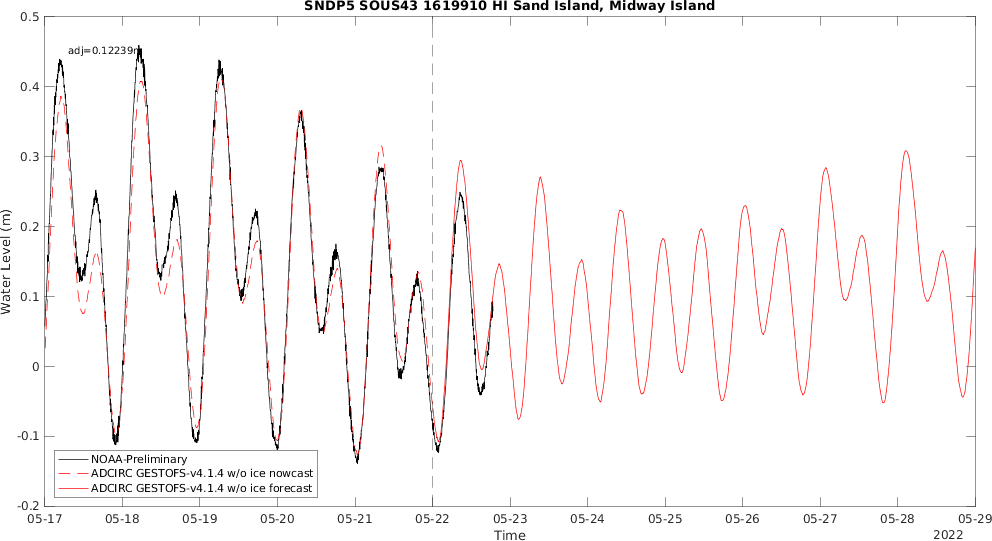 SNDP5 SOUS43 1619910 HI Sand Island, Midway Island
adj=0.12239m
Water Level (m)
0.5
0.4
0.3
0.2
0.1
0
-0.1
-0.2
NOAA-Preliminary
ADCIRC GESTOFS-v4.1.4 w/o ice nowcast
ADCIRC GESTOFS-v4.1.4 w/o ice forecast
05-17 05-18 05-19 05-20 05-21 05-22 05-23 05-24 05-25 05-26 05-27 05-28 05-29
Time
2022